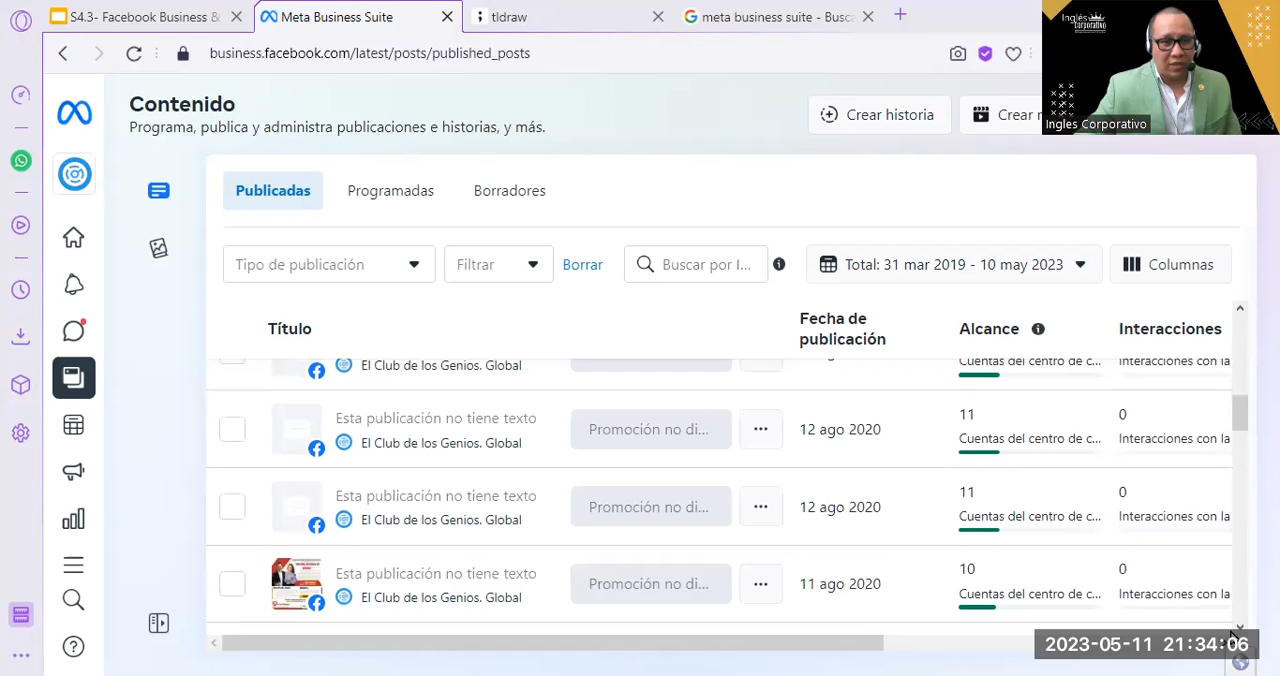 S4.3- Facebook Business &
Meta Business Suite
tldraw
meta business suite - Busca
business.facebook.com/latest/posts/published_posts
Inglés
Corporativo
Ingles Corporativo
Contenido
Programa, publica y administra publicaciones e historias, y más.
Crear historia
Crear r
Publicadas
Programadas
Borradores
Tipo de publicación
Filtrar
Borrar
Buscar por I...
Total: 31 mar 2019 - 10 may 2023
Columnas
Título
Fecha de
publicación
Alcance
Interacciones
El Club de los Genios. Global
Cuentas del centro de c...
Interacciones con la
Esta publicación no tiene texto
El Club de los Genios. Global
Promoción no di...
12 ago 2020
11
Cuentas del centro de c...
0
Interacciones con la
Esta publicación no tiene texto
El Club de los Genios. Global
Promoción no di...
12 ago 2020
11
Cuentas del centro de c...
0
Interacciones con la
Esta publicación no tiene texto
El Club de los Genios. Global
Promoción no di...
11 ago 2020
10
Cuentas del centro de c...
0
Interacciones con la
2023-05-11 21:34:06